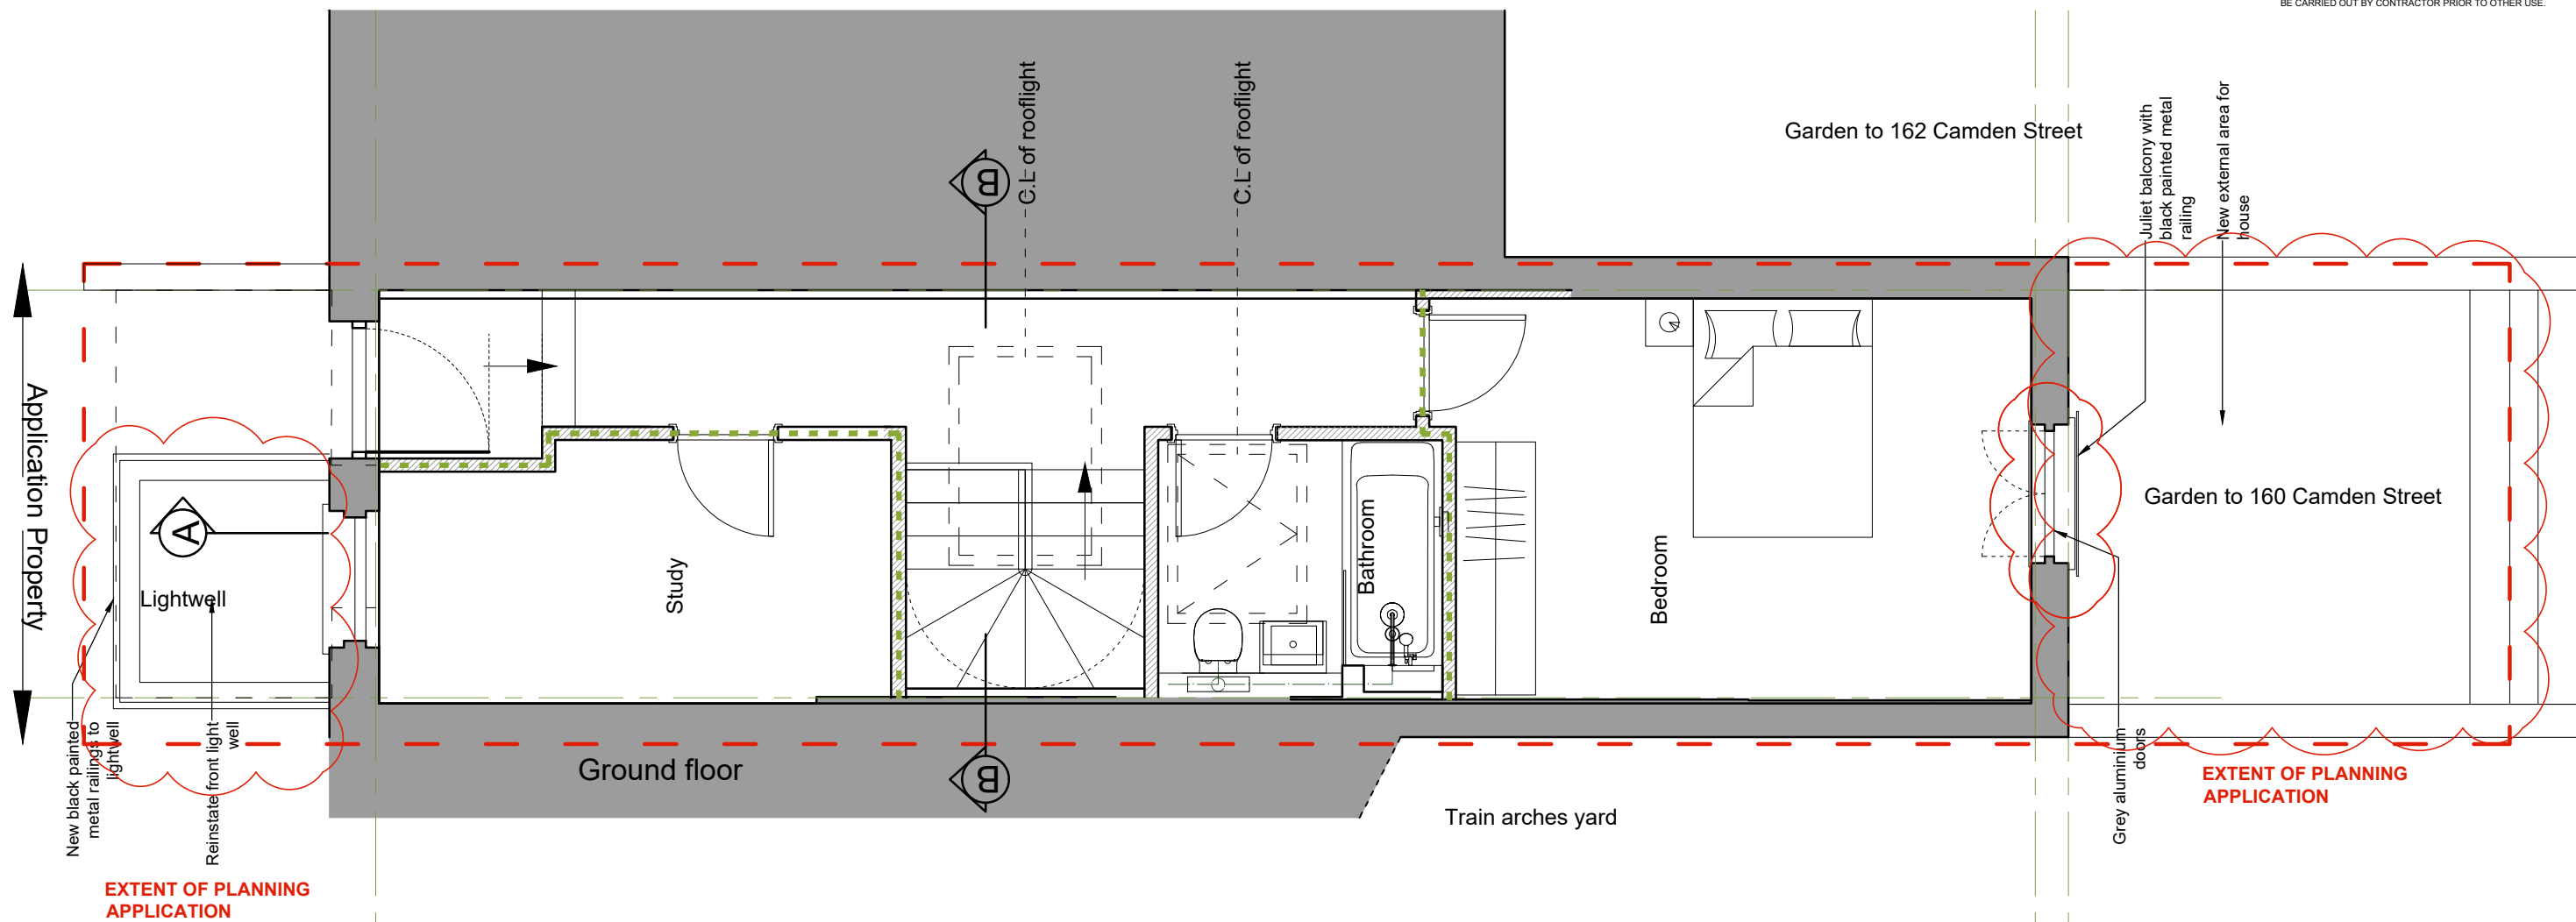 BE CARRIED OUT BY CONTRACTOR PRIOR TO OTHER USE.
C.L of rooflight
C.L of rooflight
Garden to 162 Camden Street
Juliet balcony with
black painted metal
railing
New external area for
house
B
Application Property
A
Lightwell
Study
Bathroom
Bedroom
Garden to 160 Camden Street
New black painted
metal railings to
lightwell
Reinstate front light
well
Ground floor
B
Train arches yard
Grey aluminium
doors
EXTENT OF PLANNING
APPLICATION
EXTENT OF PLANNING
APPLICATION